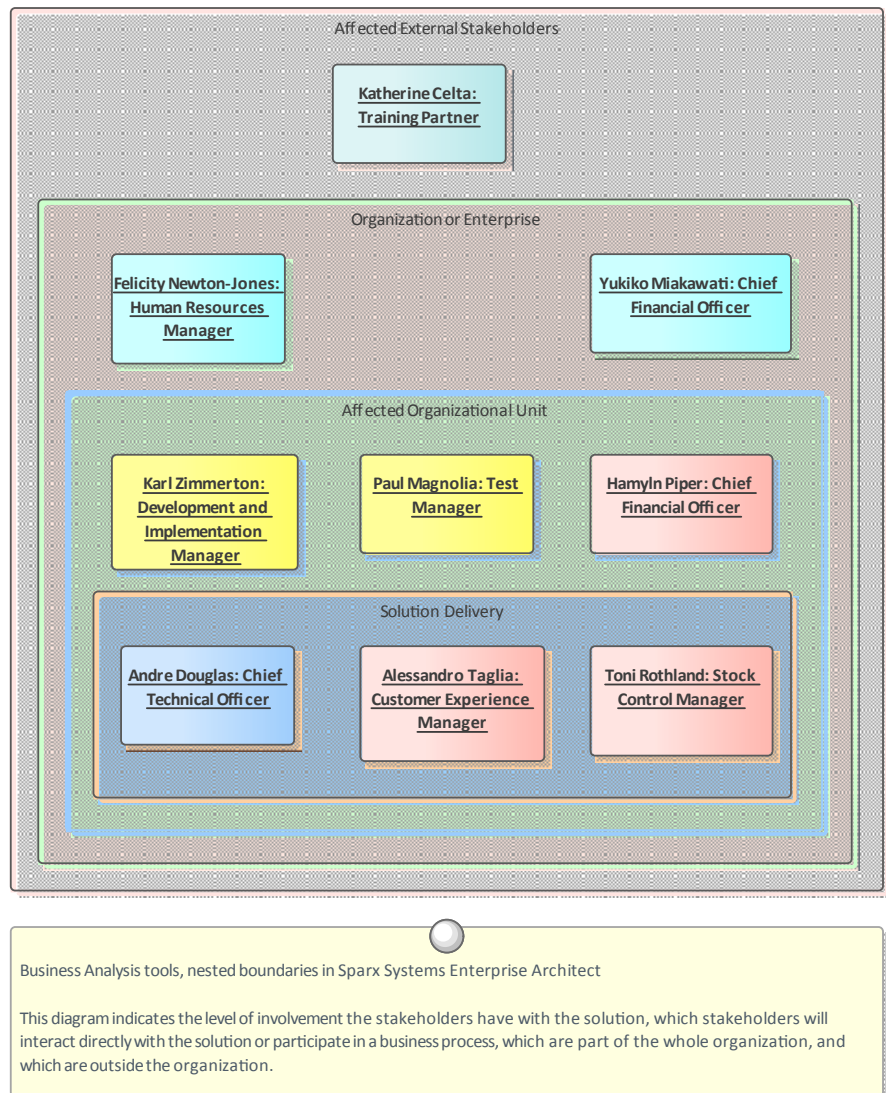 Affected External Stakeholders
Katherine Celta:
Training Partner
Organization or Enterprise
Felicity Newton-Jones:
Human Resources
Manager
Yukiko Miakawati: Chief
Financial Officer
Affected Organizational Unit
Karl Zimmerton:
Development and
Implementation
Manager
Paul Magnolia: Test
Manager
Hamyln Piper: Chief
Financial Officer
Solution Delivery
Andre Douglas: Chief
Technical Officer
Alessandro Taglia:
Customer Experience
Manager
Toni Rothland: Stock
Control Manager
Business Analysis tools, nested boundaries in Sparx Systems Enterprise Architect
This diagram indicates the level of involvement the stakeholders have with the solution, which stakeholders will
interact directly with the solution or participate in a business process, which are part of the whole organization, and
which are outside the organization.